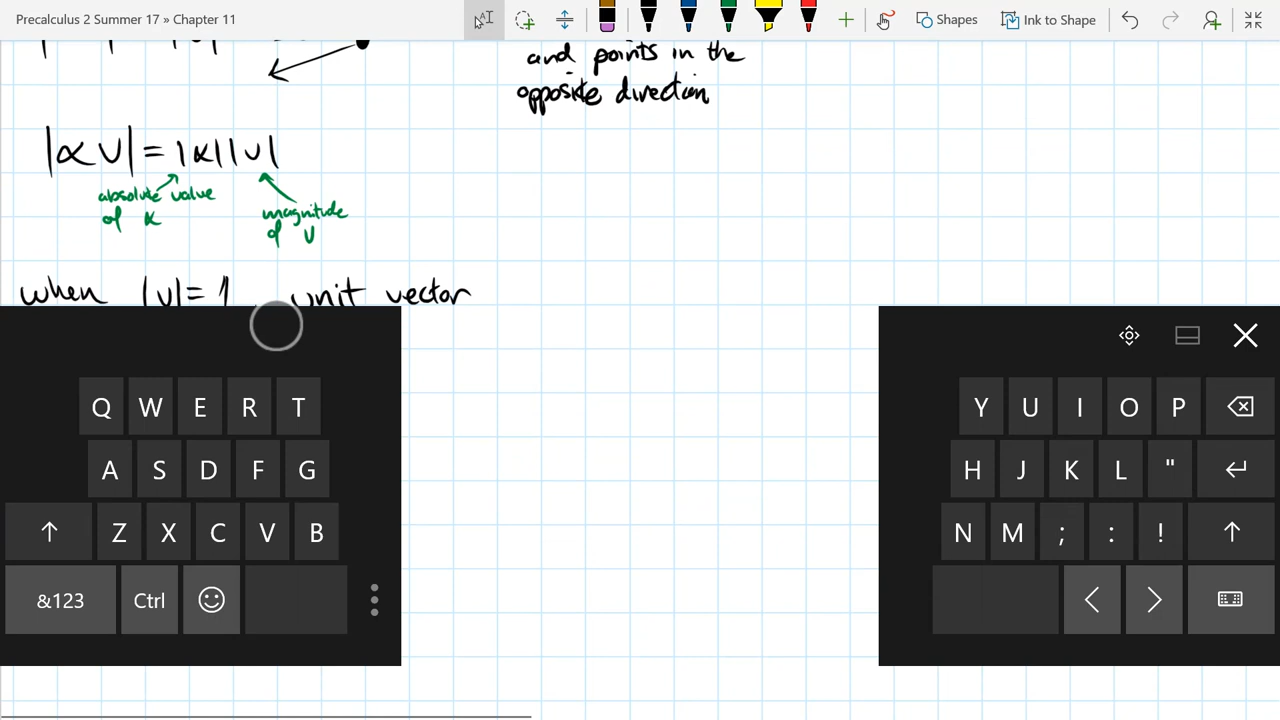 Precalculus 2 Summer 17 » Chapter 11
Shapes
Ink to Shape
and points in the
opposite direction
|αv| = |α||v|
absolute value
of α
magnitude
of v
when |v| = 1 unit vector
Q W E R T
Y U I O P
A S D F G
H J K L "
Z X C V B
N M ; : !
&123 Ctrl